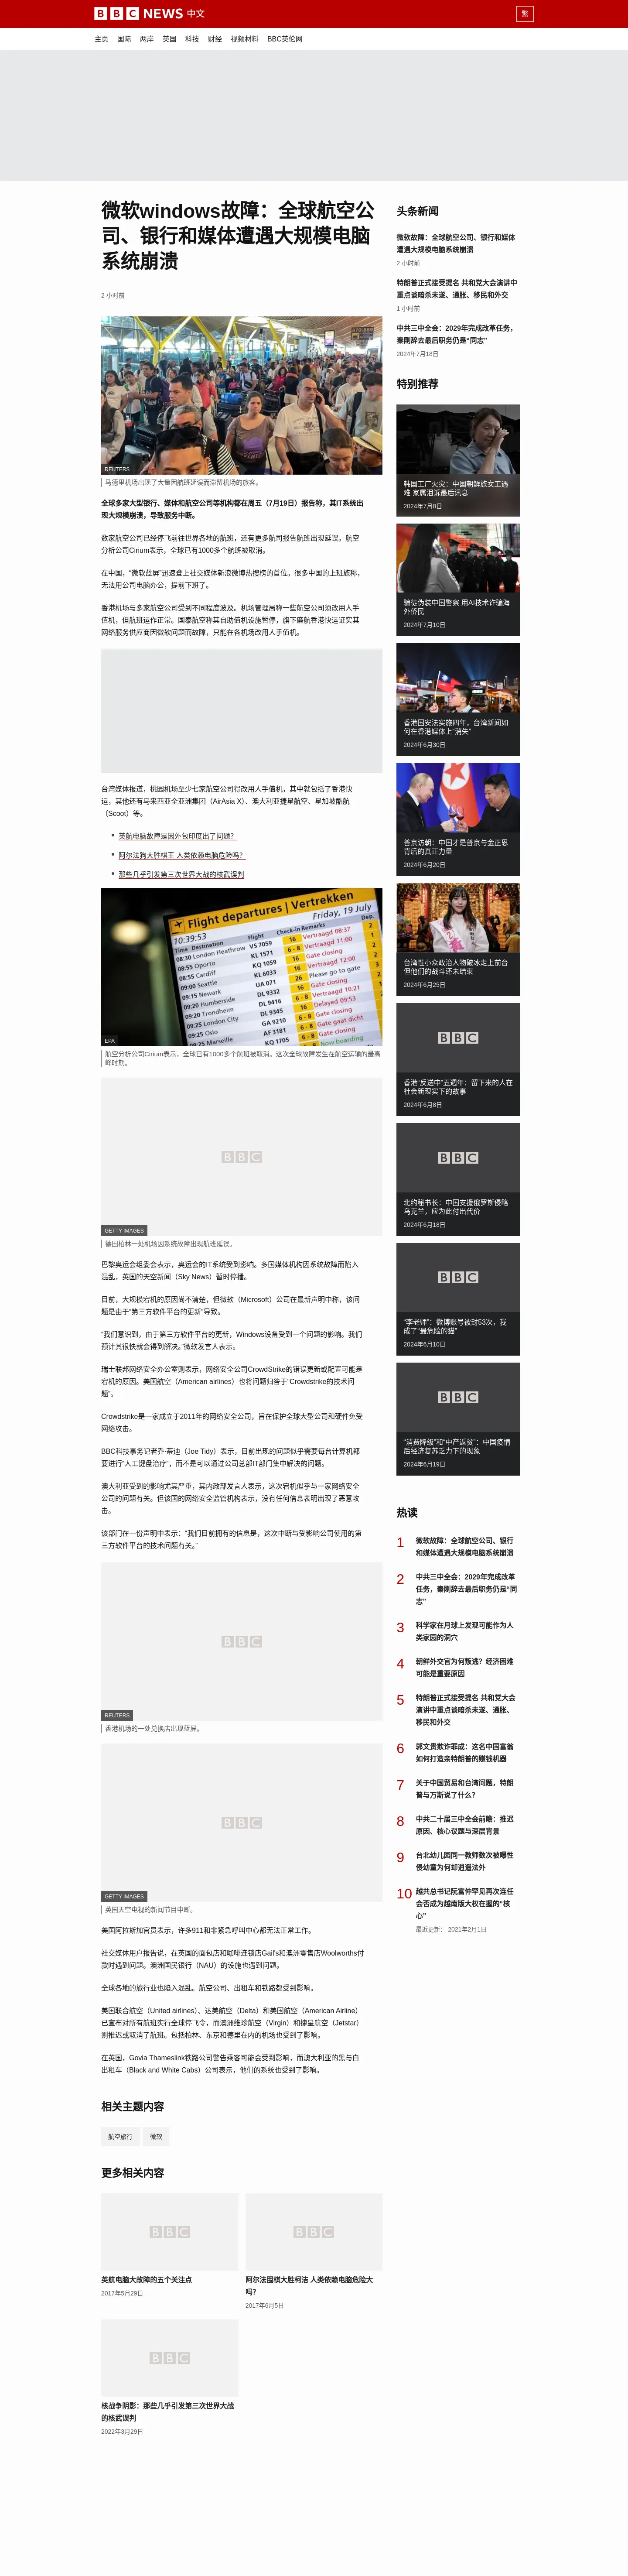 BBC NEWS 中文
繁
主页 国际 两岸 英国 科技 财经 视频材料 BBC英伦网
微软windows故障：全球航空公
司、银行和媒体遭遇大规模电脑
系统崩溃
2 小时前
REUTERS
马德里机场出现了大量因航班延误而滞留机场的旅客。
全球多家大型银行、媒体和航空公司等机构都在周五（7月19日）报告称，其IT系统出
现大规模崩溃，导致服务中断。
数家航空公司已经停飞前往世界各地的航班，还有更多航司报告航班出现延误。航空
分析公司Cirium表示，全球已有1000多个航班被取消。
在中国，“微软蓝屏”迅速登上社交媒体新浪微博热搜榜的首位。很多中国的上班族称，
无法用公司电脑办公，提前下班了。
香港机场与多家航空公司受到不同程度波及。机场管理局称一些航空公司须改用人手
值机，但航班运作正常。国泰航空称其自助值机设施暂停，旗下廉航香港快运证实其
网络服务供应商因微软问题而故障，只能在各机场改用人手值机。
台湾媒体报道，桃园机场至少七家航空公司得改用人手值机，其中就包括了香港快
运，其他还有马来西亚全亚洲集团（AirAsia X）、澳大利亚捷星航空、星加坡酷航
（Scoot）等。
英航电脑故障是因外包印度出了问题？
阿尔法狗大胜棋王 人类依赖电脑危险吗？
那些几乎引发第三次世界大战的核武误判
Flight departures | Vertrekken Friday, 19 July
10:39:53
Time Destination Flight Check-in Remarks Dep.
08:30 London Heathrow VS 7059 16 Vertraagd 08:37
08:55 Oporto KL 1571 6 - 8 Vertraagd 11:00
08:55 Cardiff KL 1059 6 - 8 Vertraagd 12:00
EPA
航空分析公司Cirium表示，全球已有1000多个航班被取消。这次全球故障发生在航空运输的最高
峰时期。
BBC
GETTY IMAGES
德国柏林一处机场因系统故障出现航班延误。
巴黎奥运会组委会表示，奥运会的IT系统受到影响。多国媒体机构因系统故障而陷入
混乱，英国的天空新闻（Sky News）暂时停播。
目前，大规模宕机的原因尚不清楚，但微软（Microsoft）公司在最新声明中称，该问
题是由于“第三方软件平台的更新”导致。
“我们意识到，由于第三方软件平台的更新，Windows设备受到一个问题的影响。我们
预计其很快就会得到解决。”微软发言人表示。
瑞士联邦网络安全办公室则表示，网络安全公司CrowdStrike的错误更新或配置可能是
宕机的原因。美国航空（American airlines）也将问题归咎于“Crowdstrike的技术问
题”。
Crowdstrike是一家成立于2011年的网络安全公司，旨在保护全球大型公司和硬件免受
网络攻击。
BBC科技事务记者乔·蒂迪（Joe Tidy）表示，目前出现的问题似乎需要每台计算机都
要进行“人工键盘治疗”，而不是可以通过公司总部IT部门集中解决的问题。
澳大利亚受到的影响尤其严重，其内政部发言人表示，这次宕机似乎与一家网络安全
公司的问题有关。但该国的网络安全监管机构表示，没有任何信息表明出现了恶意攻
击。
该部门在一份声明中表示：“我们目前拥有的信息是，这次中断与受影响公司使用的第
三方软件平台的技术问题有关。”
BBC
REUTERS
香港机场的一处兑换店出现蓝屏。
BBC
GETTY IMAGES
英国天空电视的新闻节目中断。
美国阿拉斯加官员表示，许多911和非紧急呼叫中心都无法正常工作。
社交媒体用户报告说，在英国的面包店和咖啡连锁店Gail's和澳洲零售店Woolworths付
款时遇到问题。澳洲国民银行（NAU）的设施也遇到问题。
全球各地的旅行业也陷入混乱。航空公司、出租车和铁路都受到影响。
美国联合航空（United airlines）、达美航空（Delta）和美国航空（American Airline）
已宣布对所有航班实行全球停飞令，而澳洲维珍航空（Virgin）和捷星航空（Jetstar）
则推迟或取消了航班。包括柏林、东京和德里在内的机场也受到了影响。
在英国，Govia Thameslink铁路公司警告乘客可能会受到影响，而澳大利亚的黑与白
出租车（Black and White Cabs）公司表示，他们的系统也受到了影响。
相关主题内容
航空旅行 微软
更多相关内容
BBC
英航电脑大故障的五个关注点
2017年5月29日
BBC
阿尔法围棋大胜柯洁 人类依赖电脑危险大
吗？
2017年6月5日
BBC
核战争阴影：那些几乎引发第三次世界大战
的核武误判
2022年3月29日
头条新闻
微软故障：全球航空公司、银行和媒体
遭遇大规模电脑系统崩溃
2 小时前
特朗普正式接受提名 共和党大会演讲中
重点谈暗杀未遂、通胀、移民和外交
1 小时前
中共三中全会：2029年完成改革任务，
秦刚辞去最后职务仍是“同志”
2024年7月18日
特别推荐
韩国工厂火灾：中国朝鲜族女工遇
难 家属泪诉最后讯息
2024年7月8日
骗徒伪装中国警察 用AI技术诈骗海
外侨民
2024年7月10日
香港国安法实施四年，台湾新闻如
何在香港媒体上“消失”
2024年6月30日
普京访朝：中国才是普京与金正恩
背后的真正力量
2024年6月20日
台湾性小众政治人物破冰走上前台
但他们的战斗还未结束
2024年6月25日
BBC
香港“反送中”五週年：留下来的人在
社会新现实下的故事
2024年6月8日
BBC
北约秘书长：中国支援俄罗斯侵略
乌克兰，应为此付出代价
2024年6月18日
BBC
“李老师”：微博账号被封53次，我
成了“最危险的猫”
2024年6月10日
BBC
“消费降级”和“中产返贫”：中国疫情
后经济复苏乏力下的现象
2024年6月19日
热读
1 微软故障：全球航空公司、银行
和媒体遭遇大规模电脑系统崩溃
2 中共三中全会：2029年完成改革
任务，秦刚辞去最后职务仍是“同
志”
3 科学家在月球上发现可能作为人
类家园的洞穴
4 朝鲜外交官为何叛逃？经济困难
可能是重要原因
5 特朗普正式接受提名 共和党大会
演讲中重点谈暗杀未遂、通胀、
移民和外交
6 郭文贵欺诈罪成：这名中国富翁
如何打造亲特朗普的赚钱机器
7 关于中国贸易和台湾问题，特朗
普与万斯说了什么？
8 中共二十届三中全会前瞻：推迟
原因、核心议题与深层背景
9 台北幼儿园同一教师数次被曝性
侵幼童为何却逍遥法外
10 越共总书记阮富仲罕见再次连任
会否成为越南版大权在握的“核
心”
最近更新： 2021年2月1日